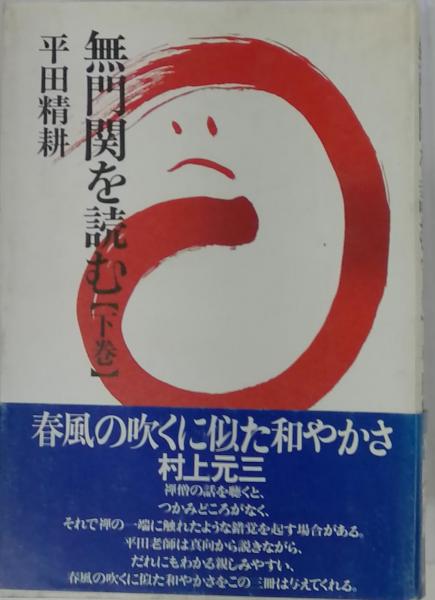 無門関を読む【下巻】
平田精耕
春風の吹くに似た和やかさ
村上元三
禅僧の話を聴くと、
つかみどころがなく、
それで禅の一端に触れたような錯覚を起す場合がある。
平田老師は真向から説きながら、
だれにもわかる親しみやすい、
春風の吹くに似た和やかさをこの三冊は与えてくれる。